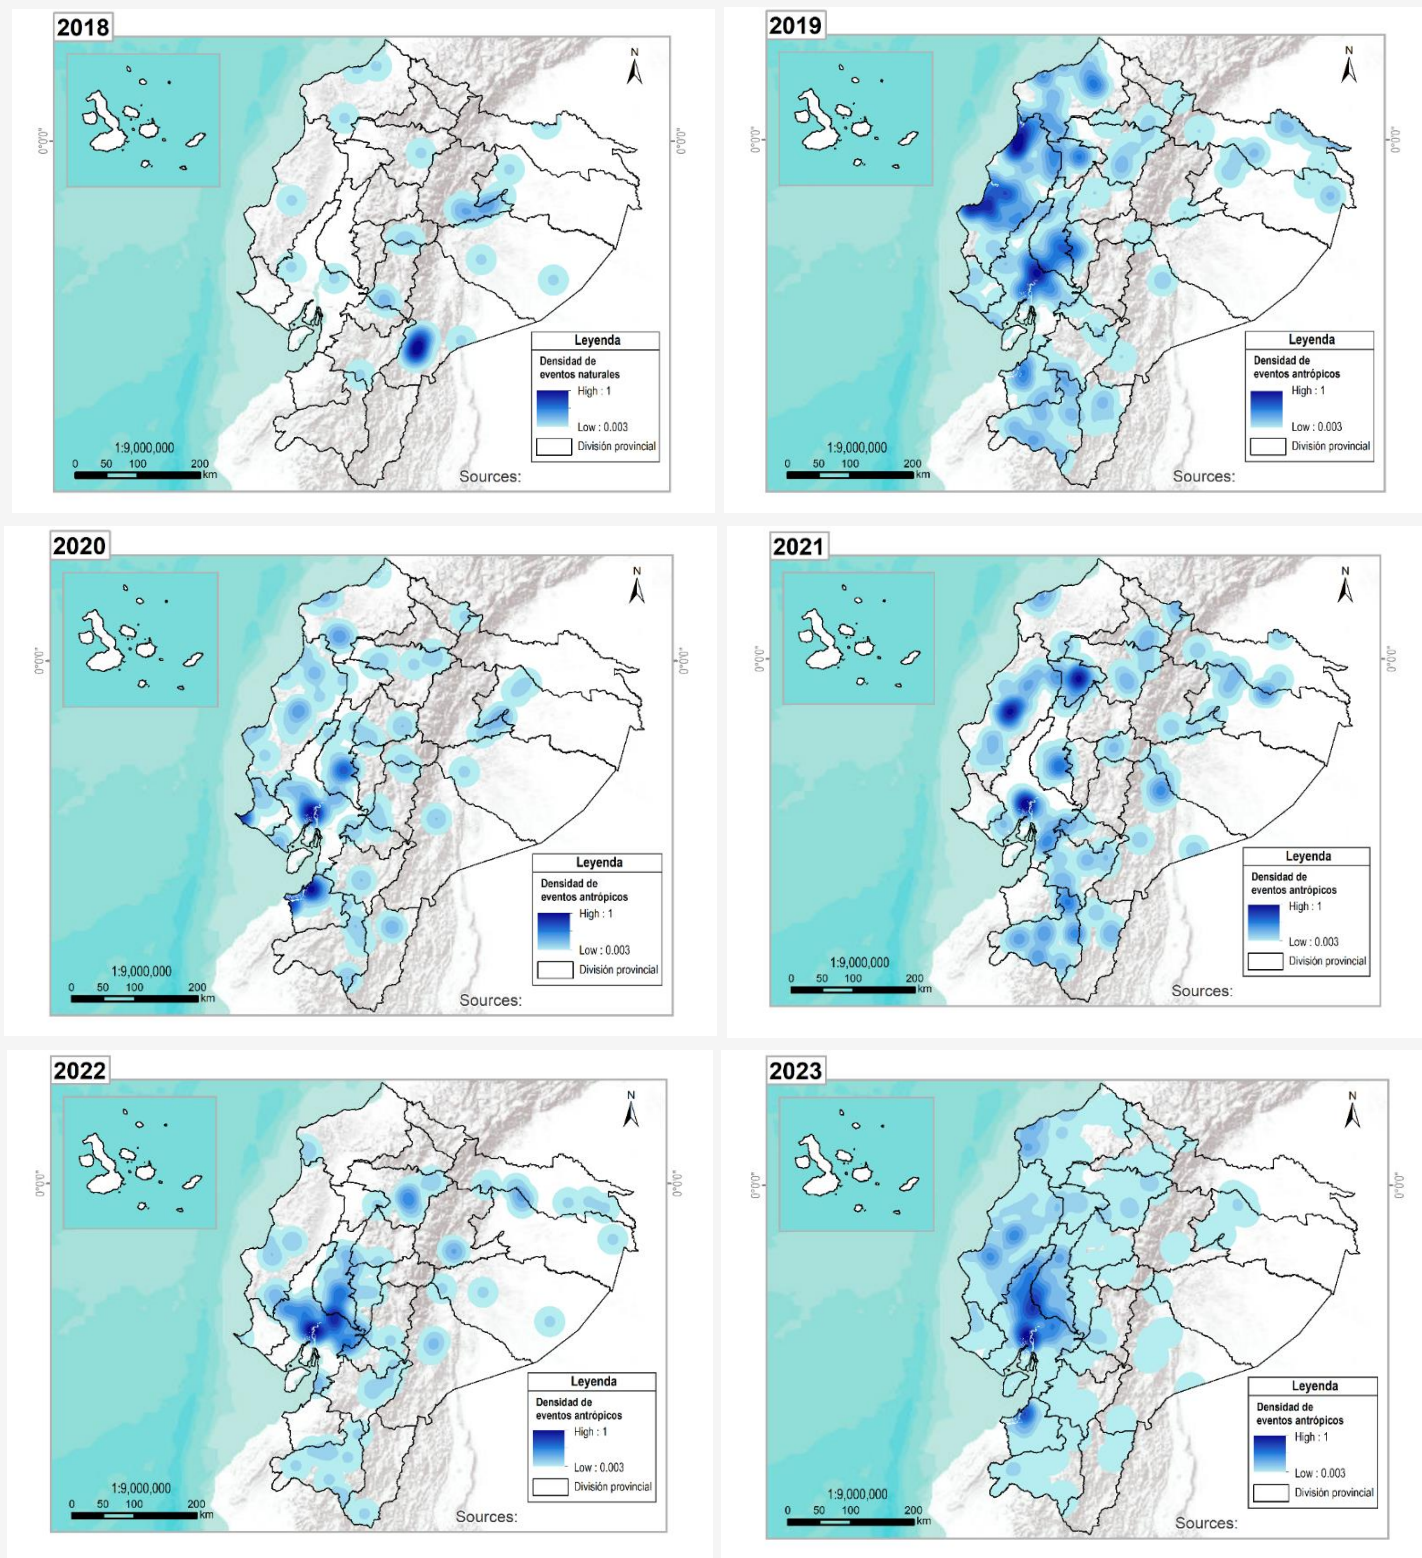 2018
N
0°0'0"
0°0'0"
Leyenda
Densidad de
eventos naturales
High : 1
Low : 0.003
División provincial
1:9,000,000
0 50 100 200
km
Sources:
2019
N
0°0'0"
0°0'0"
Leyenda
Densidad de
eventos antrópicos
High : 1
Low : 0.003
División provincial
1:9,000,000
0 50 100 200
km
Sources:
2020
N
0°0'0"
0°0'0"
Leyenda
Densidad de
eventos antrópicos
High : 1
Low : 0.003
División provincial
1:9,000,000
0 50 100 200
km
Sources:
2021
N
0°0'0"
0°0'0"
Leyenda
Densidad de
eventos antrópicos
High : 1
Low : 0.003
División provincial
1:9,000,000
0 50 100 200
km
Sources:
2022
N
0°0'0"
0°0'0"
Leyenda
Densidad de
eventos antrópicos
High : 1
Low : 0.003
División provincial
1:9,000,000
0 50 100 200
km
Sources:
2023
N
0°0'0"
0°0'0"
Leyenda
Densidad de
eventos antrópicos
High : 1
Low : 0.003
División provincial
1:9,000,000
0 50 100 200
km
Sources: